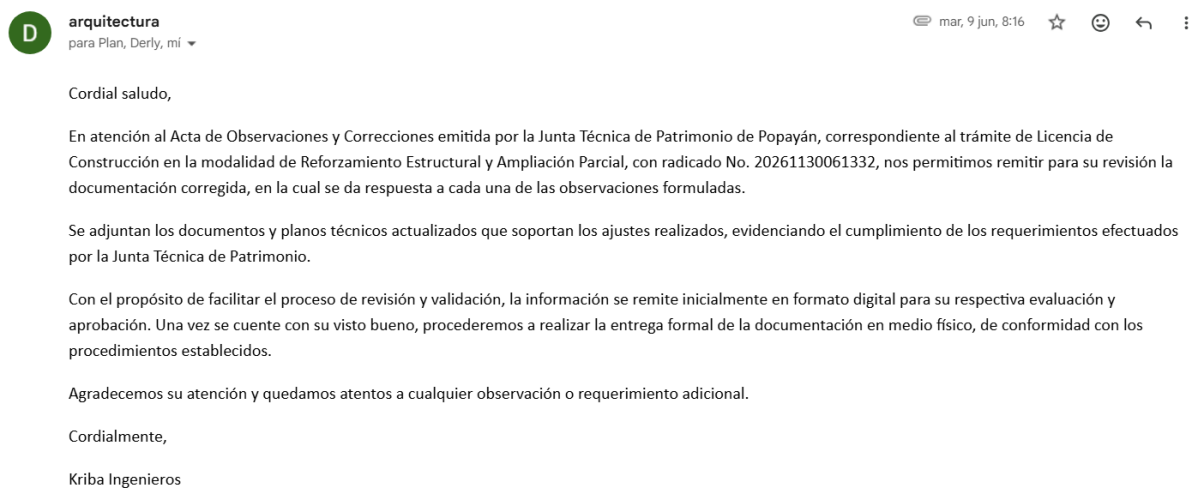 D
arquitectura
mar, 9 jun, 8:16
para Plan, Derly, mí
Cordial saludo,
En atención al Acta de Observaciones y Correcciones emitida por la Junta Técnica de Patrimonio de Popayán, correspondiente al trámite de Licencia de
Construcción en la modalidad de Reforzamiento Estructural y Ampliación Parcial, con radicado No. 20261130061332, nos permitimos remitir para su revisión la
documentación corregida, en la cual se da respuesta a cada una de las observaciones formuladas.
Se adjuntan los documentos y planos técnicos actualizados que soportan los ajustes realizados, evidenciando el cumplimiento de los requerimientos efectuados
por la Junta Técnica de Patrimonio.
Con el propósito de facilitar el proceso de revisión y validación, la información se remite inicialmente en formato digital para su respectiva evaluación y
aprobación. Una vez se cuente con su visto bueno, procederemos a realizar la entrega formal de la documentación en medio físico, de conformidad con los
procedimientos establecidos.
Agradecemos su atención y quedamos atentos a cualquier observación o requerimiento adicional.
Cordialmente,
Kriba Ingenieros